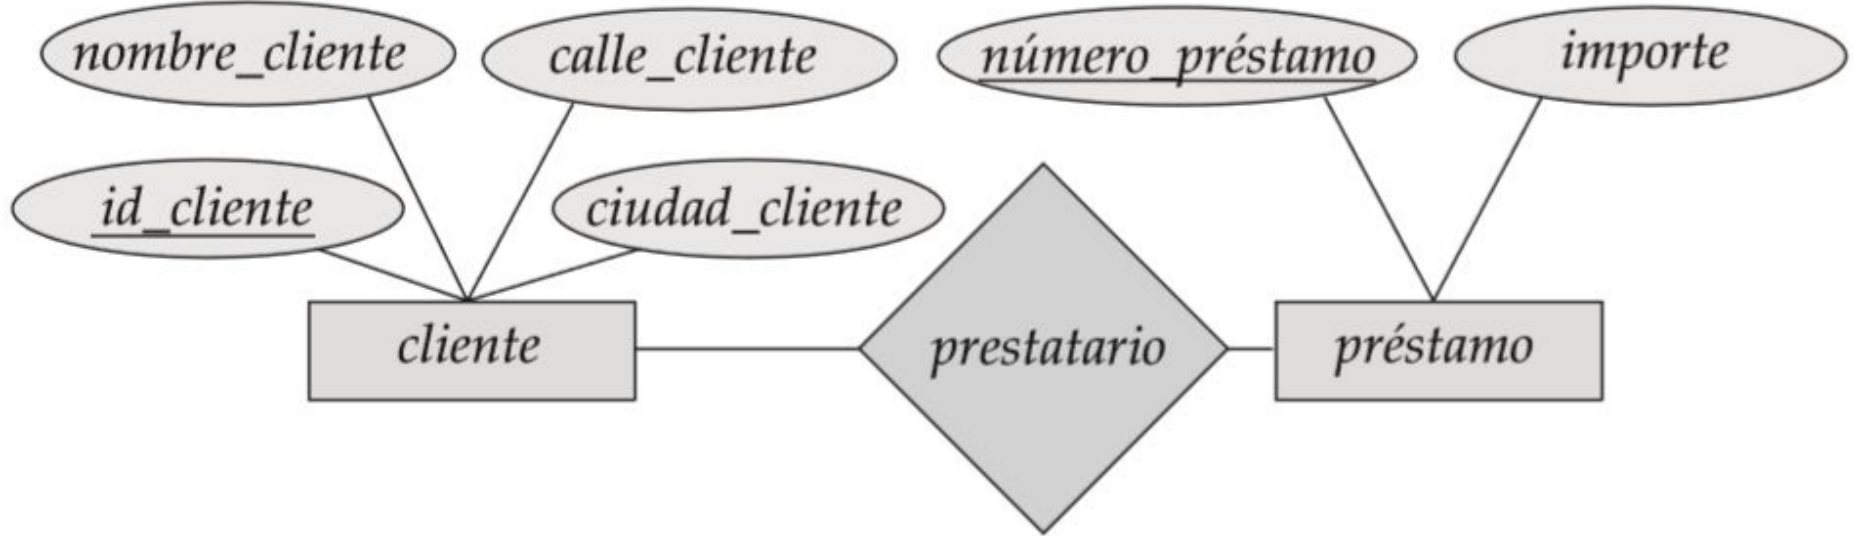 nombre_cliente
calle_cliente
número_préstamo
importe
id_cliente
ciudad_cliente
cliente
prestatario
préstamo